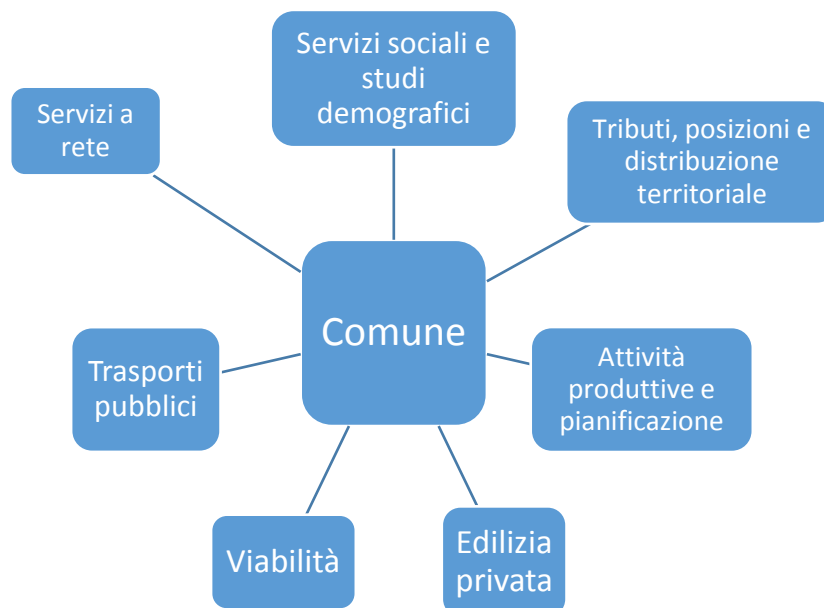 Servizi sociali e
studi
demografici
Servizi a
rete
Tributi, posizioni e
distribuzione
territoriale
Comune
Trasporti
pubblici
Attività
produttive e
pianificazione
Viabilità
Edilizia
privata